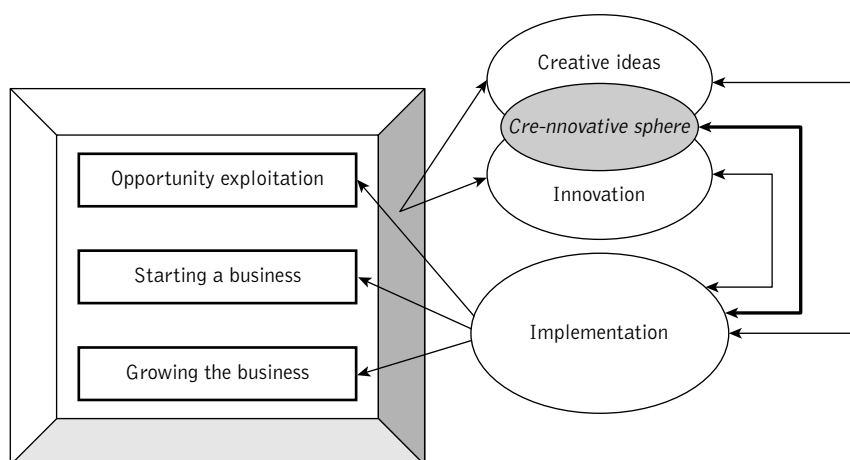 Creative ideas
Cre-nnovative sphere
Opportunity exploitation
Innovation
Starting a business
Implementation
Growing the business